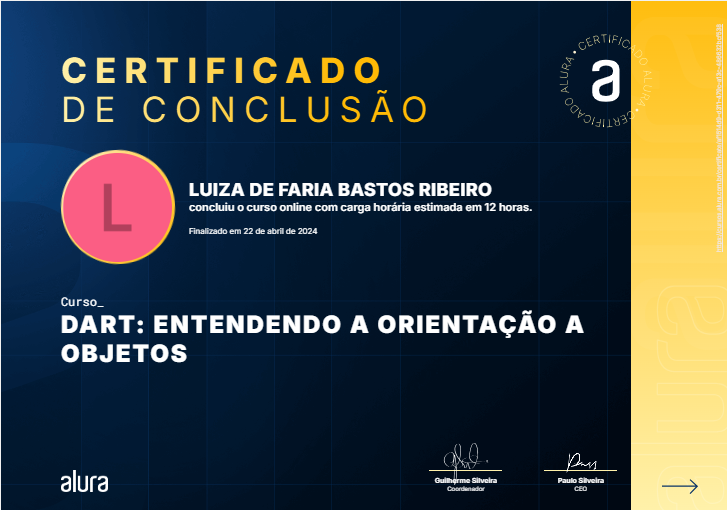 CERTIFICADO
DE CONCLUSÃO
CERTIFICADO ALURA • CERTIFICADO ALURA •
a
L
LUIZA DE FARIA BASTOS RIBEIRO
concluiu o curso online com carga horária estimada em 12 horas.
Finalizado em 22 de abril de 2024
Curso_
DART: ENTENDENDO A ORIENTAÇÃO A
OBJETOS
alura
Guilherme Silveira
Coordenador
Paulo Silveira
CEO
alura